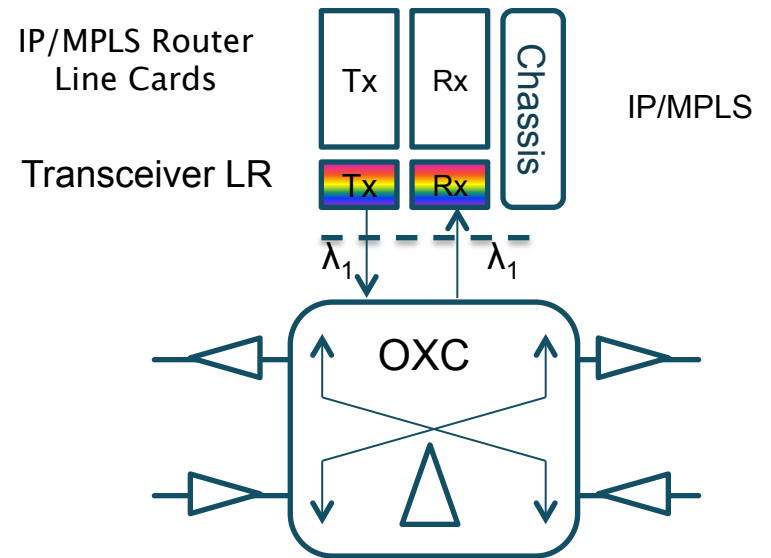 IP/MPLS Router
Line Cards
Tx
Rx
Chassis
IP/MPLS
Transceiver LR
Tx
Rx
λ₁
λ₁
OXC